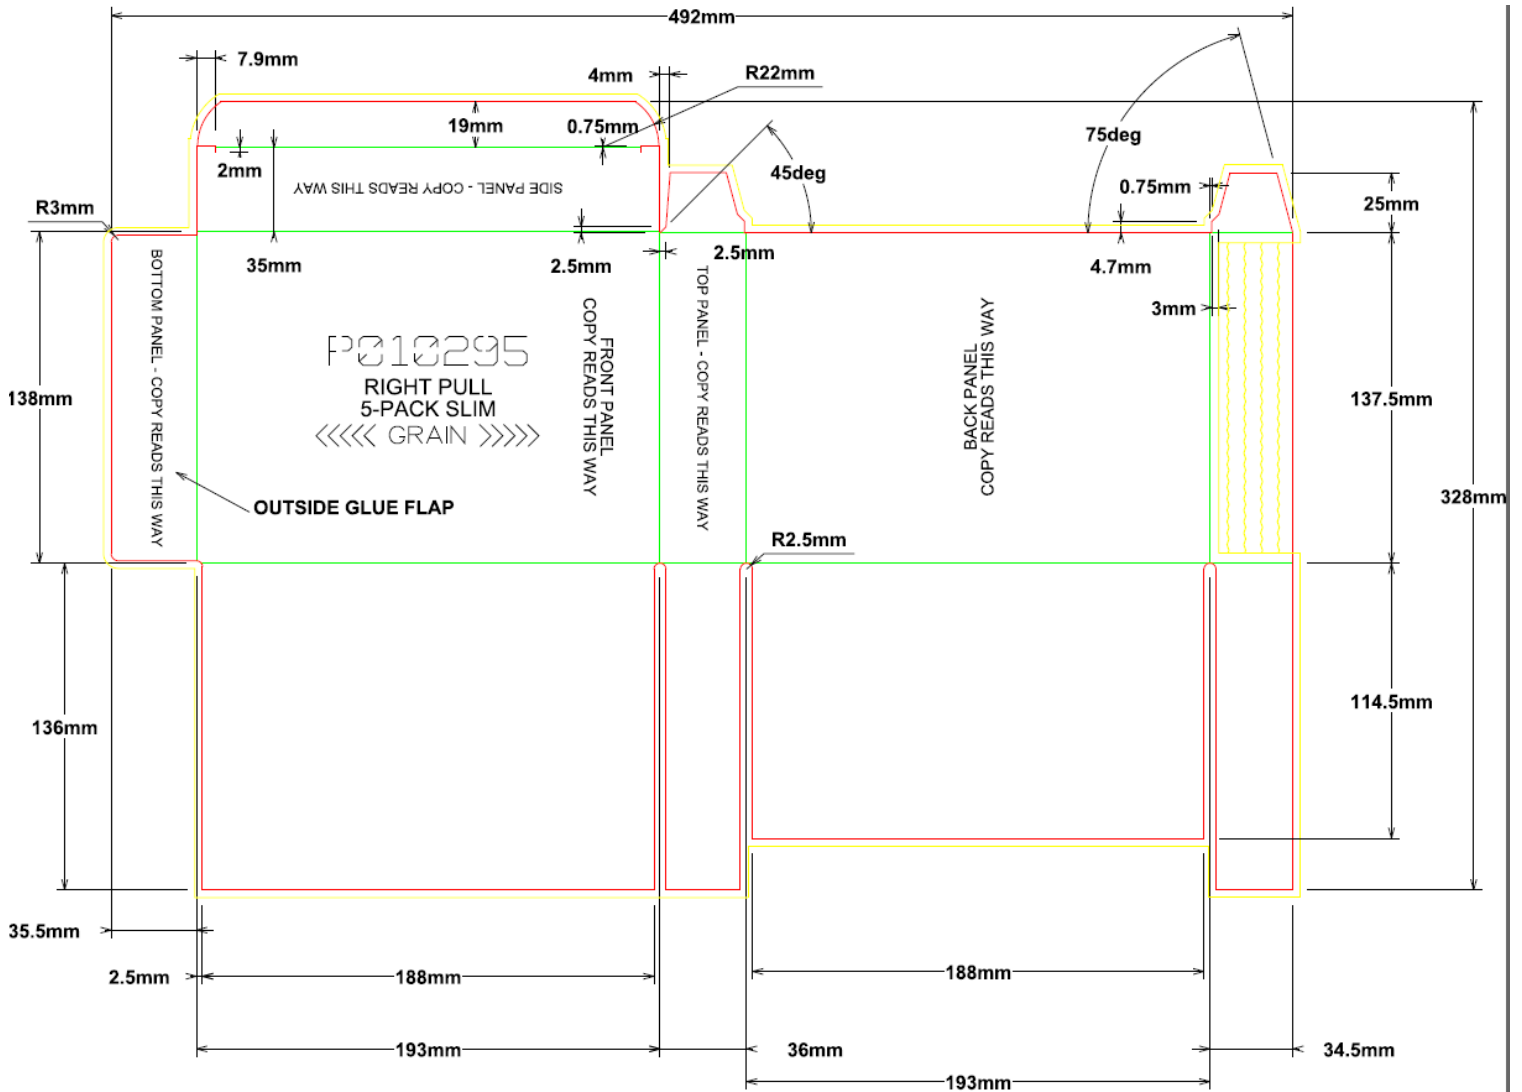 492mm
7.9mm
4mm
R22mm
19mm
0.75mm
75deg
2mm
SIDE PANEL - COPY READS THIS WAY
45deg
0.75mm
25mm
R3mm
35mm
2.5mm
2.5mm
4.7mm
3mm
BOTTOM PANEL - COPY READS THIS WAY
P010295
RIGHT PULL
5-PACK SLIM
<<<<< GRAIN >>>>>
FRONT PANEL
COPY READS THIS WAY
TOP PANEL - COPY READS THIS WAY
BACK PANEL
COPY READS THIS WAY
138mm
137.5mm
328mm
OUTSIDE GLUE FLAP
R2.5mm
136mm
114.5mm
35.5mm
2.5mm
188mm
188mm
193mm
36mm
34.5mm
193mm